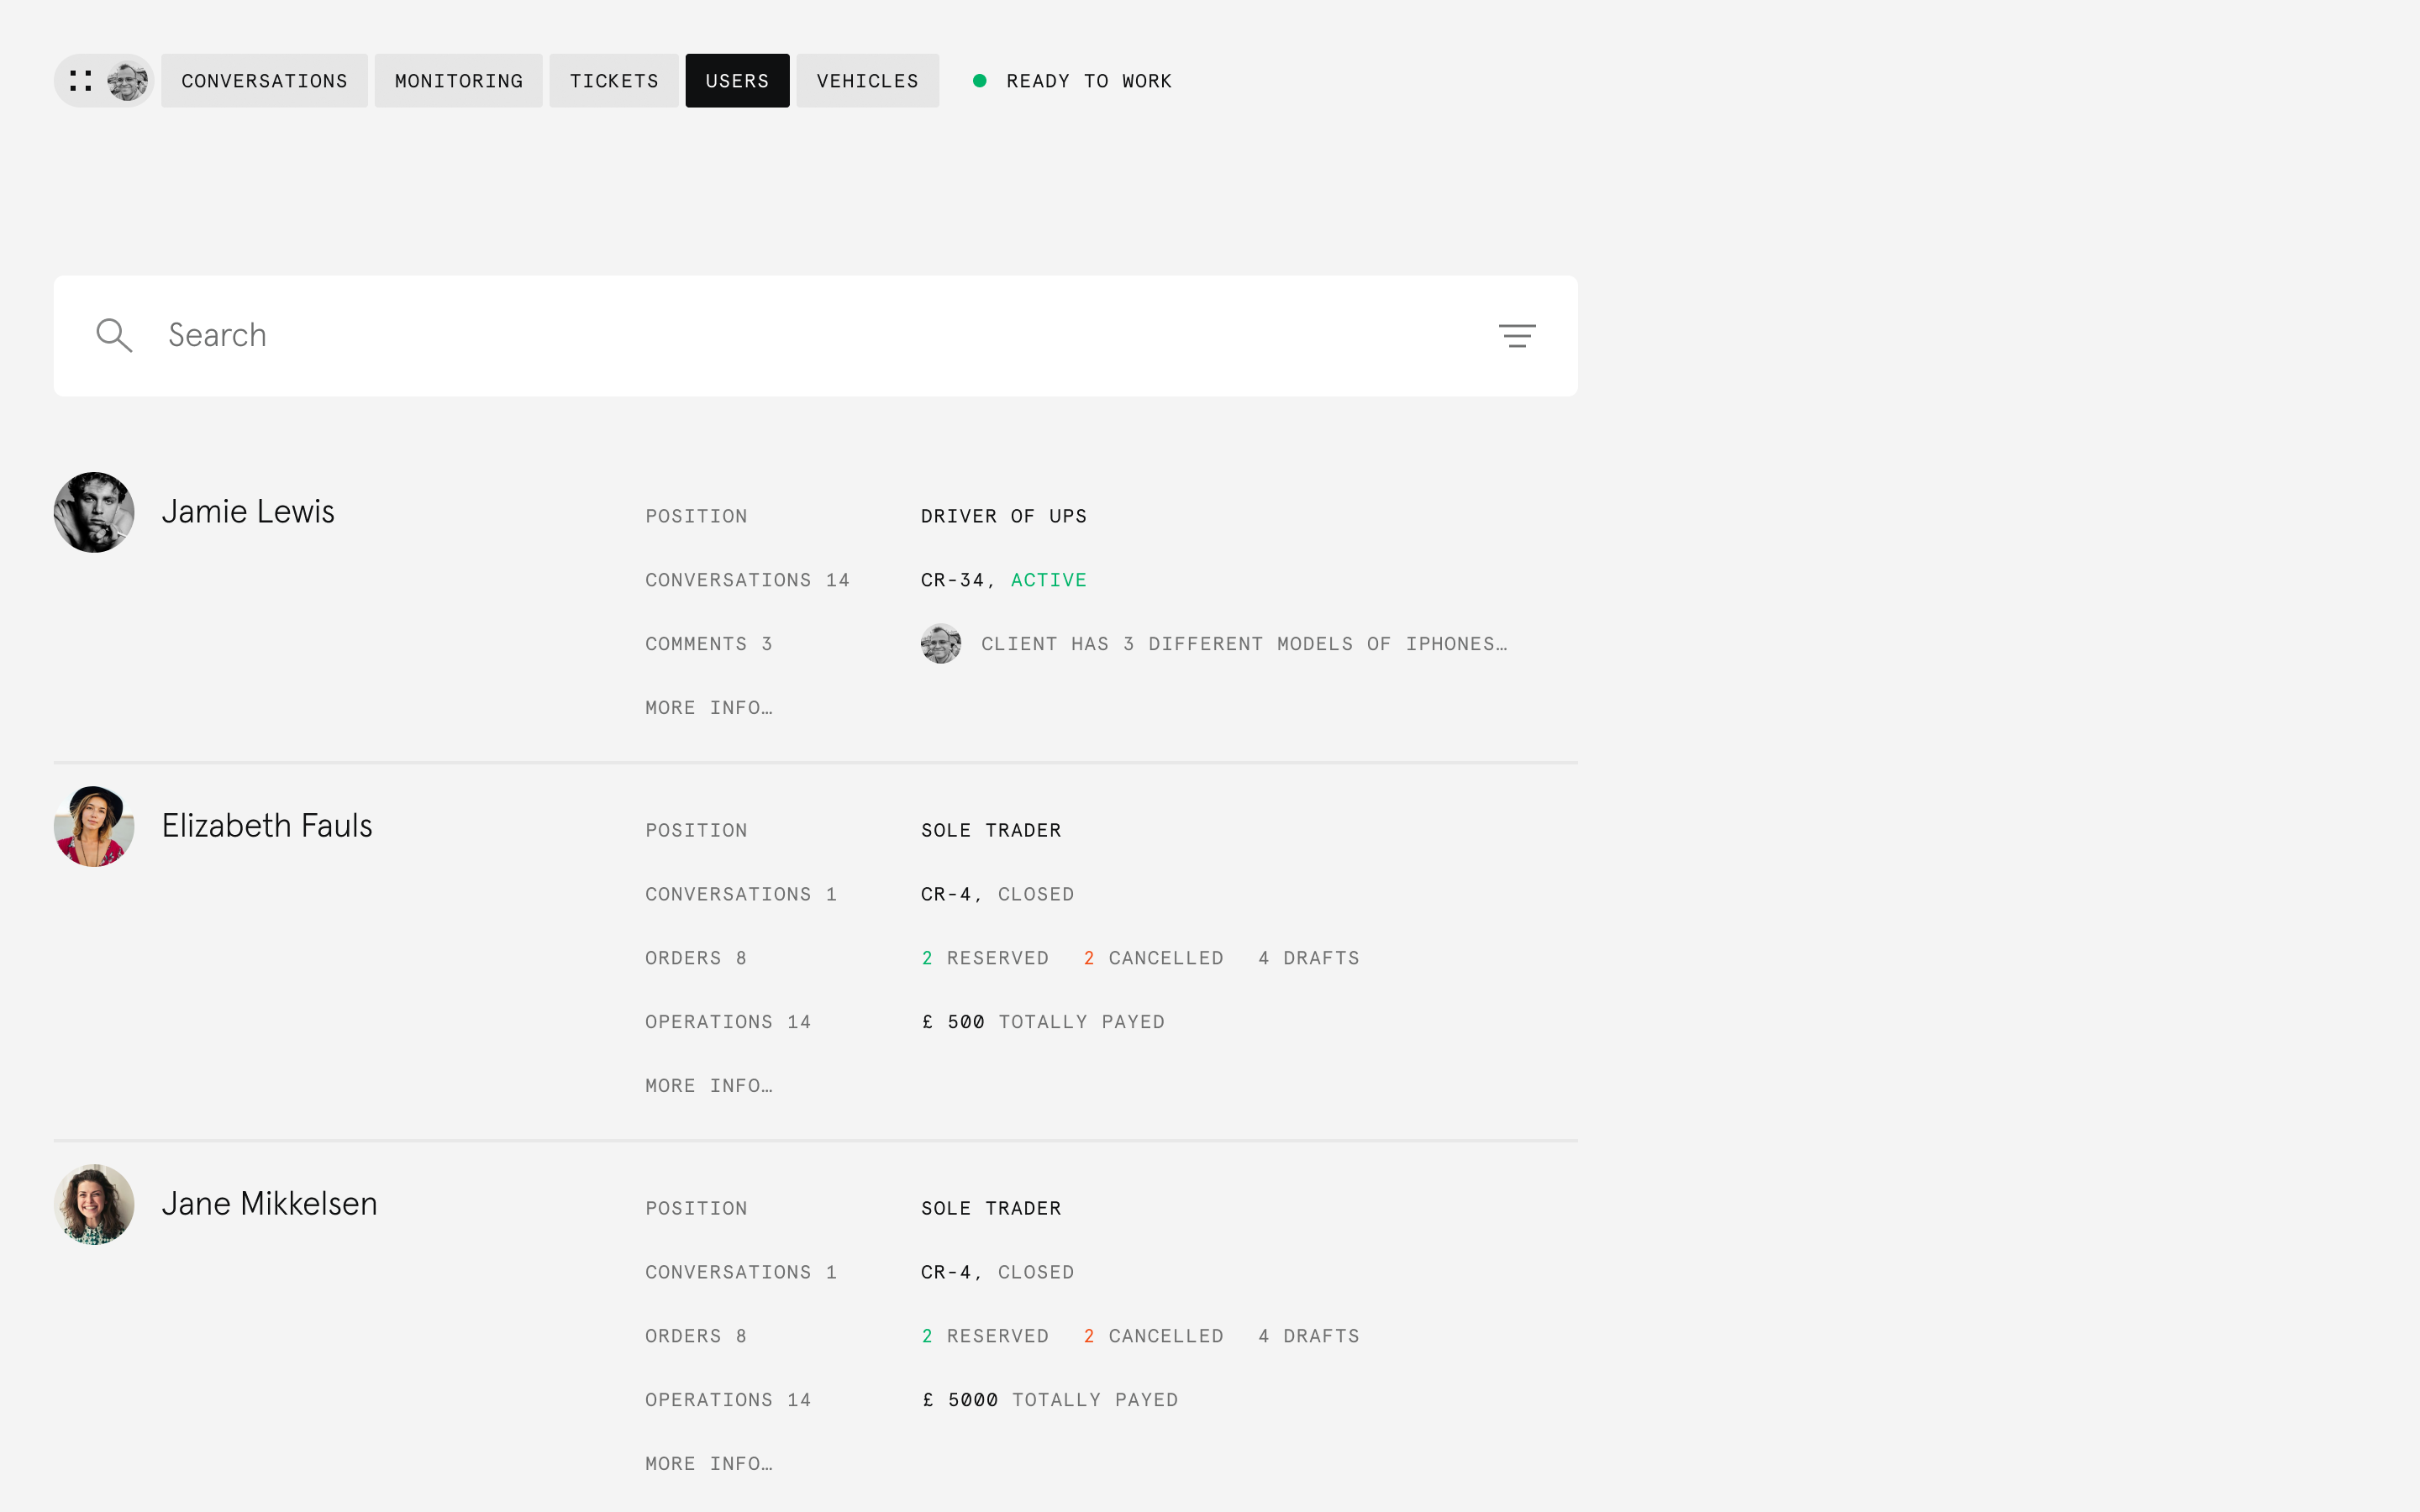 CONVERSATIONS MONITORING TICKETS USERS VEHICLES READY TO WORK
Search
Jamie Lewis
POSITION DRIVER OF UPS
CONVERSATIONS 14 CR-34, ACTIVE
COMMENTS 3 CLIENT HAS 3 DIFFERENT MODELS OF IPHONES…
MORE INFO…
Elizabeth Fauls
POSITION SOLE TRADER
CONVERSATIONS 1 CR-4, CLOSED
ORDERS 8 2 RESERVED 2 CANCELLED 4 DRAFTS
OPERATIONS 14 £ 500 TOTALLY PAYED
MORE INFO…
Jane Mikkelsen
POSITION SOLE TRADER
CONVERSATIONS 1 CR-4, CLOSED
ORDERS 8 2 RESERVED 2 CANCELLED 4 DRAFTS
OPERATIONS 14 £ 5000 TOTALLY PAYED
MORE INFO…